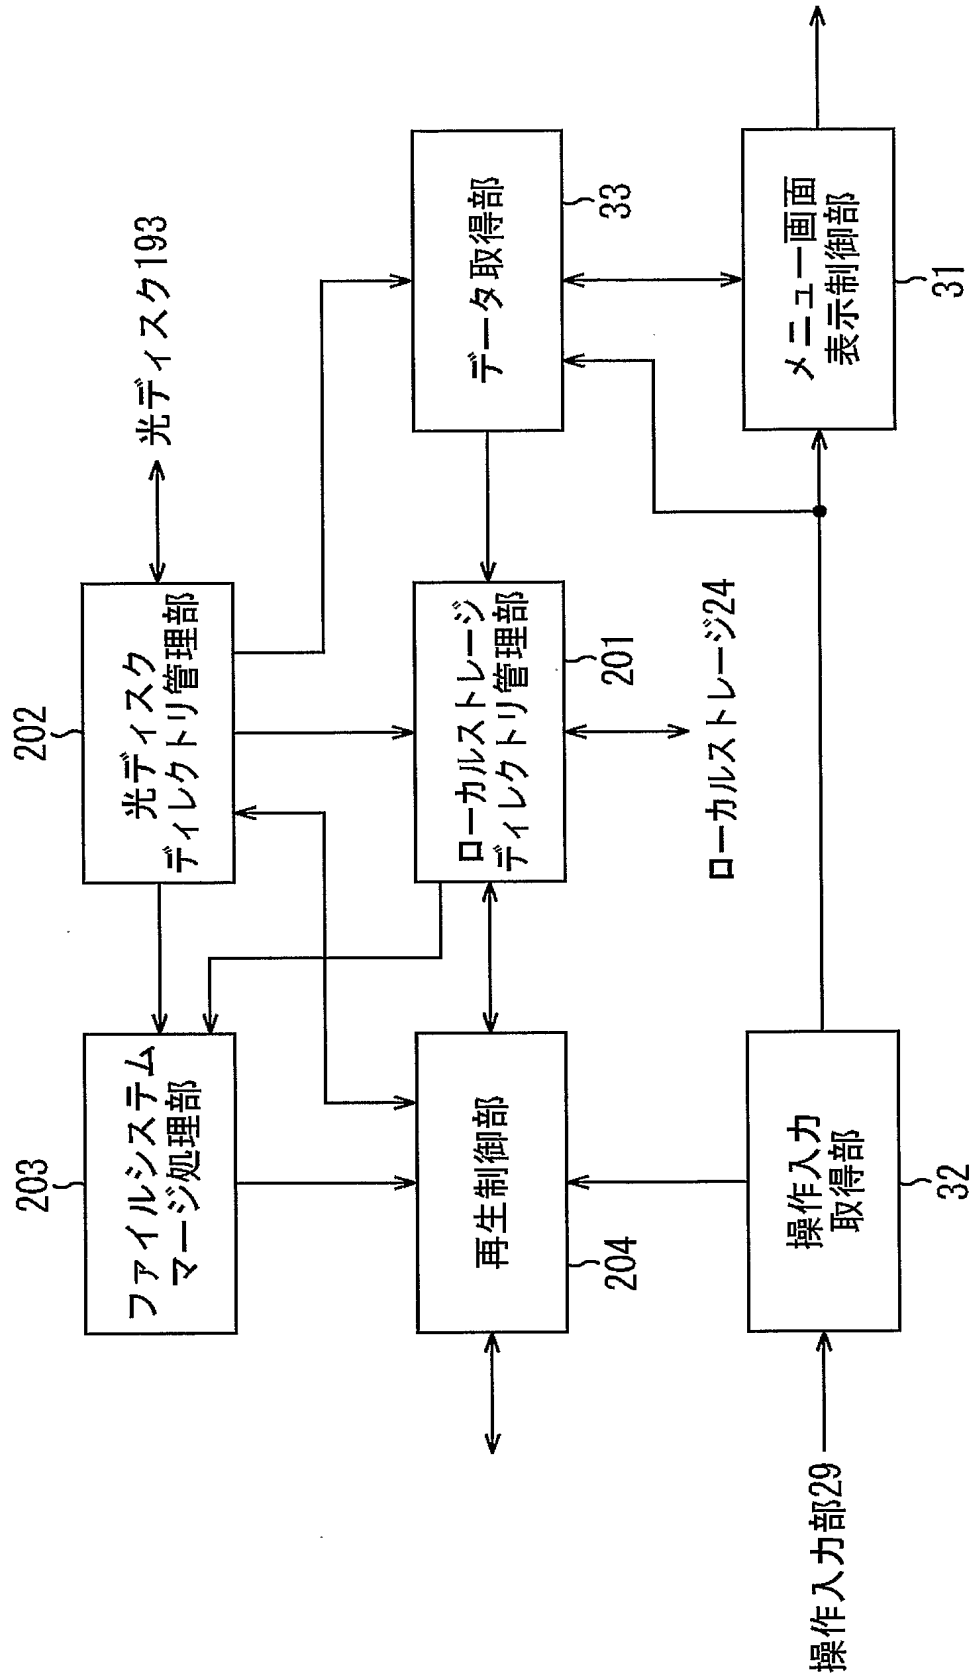 203
ファイルシステム
マージ処理部
202
光ディスク
ディレクトリ管理部
光ディスク193
再生制御部
204
ローカルストレージ
ディレクトリ管理部
201
データ取得部
33
ローカルストレージ24
操作入力部29
操作入力
取得部
32
メニュー画面
表示制御部
31